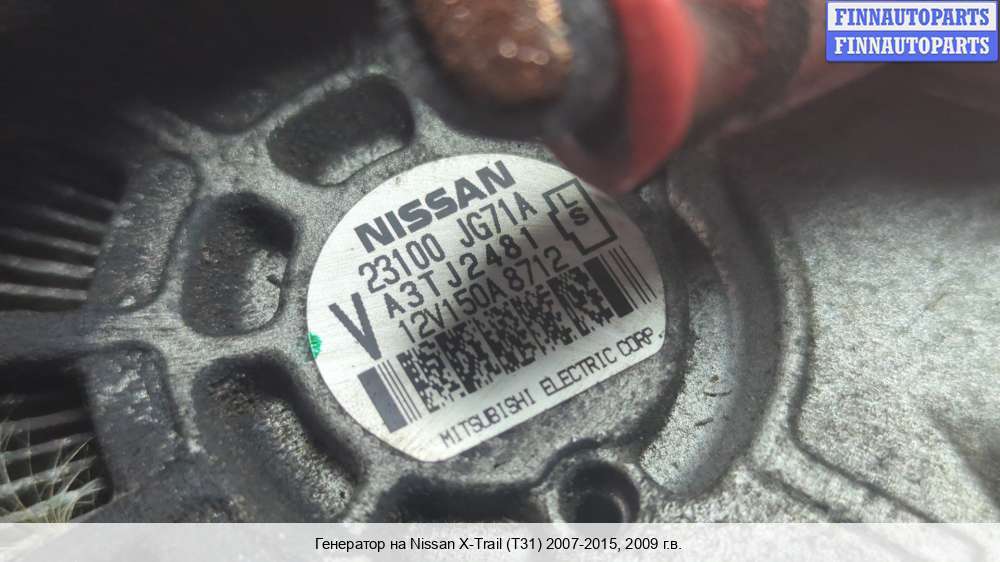 FINNAUTOPARTS
FINNAUTOPARTS
NISSAN
23100 JG71A
L
S
A3TJ2481
V
12V150A 8712
MITSUBISHI ELECTRIC CORP.
Генератор на Nissan X-Trail (T31) 2007-2015, 2009 г.в.